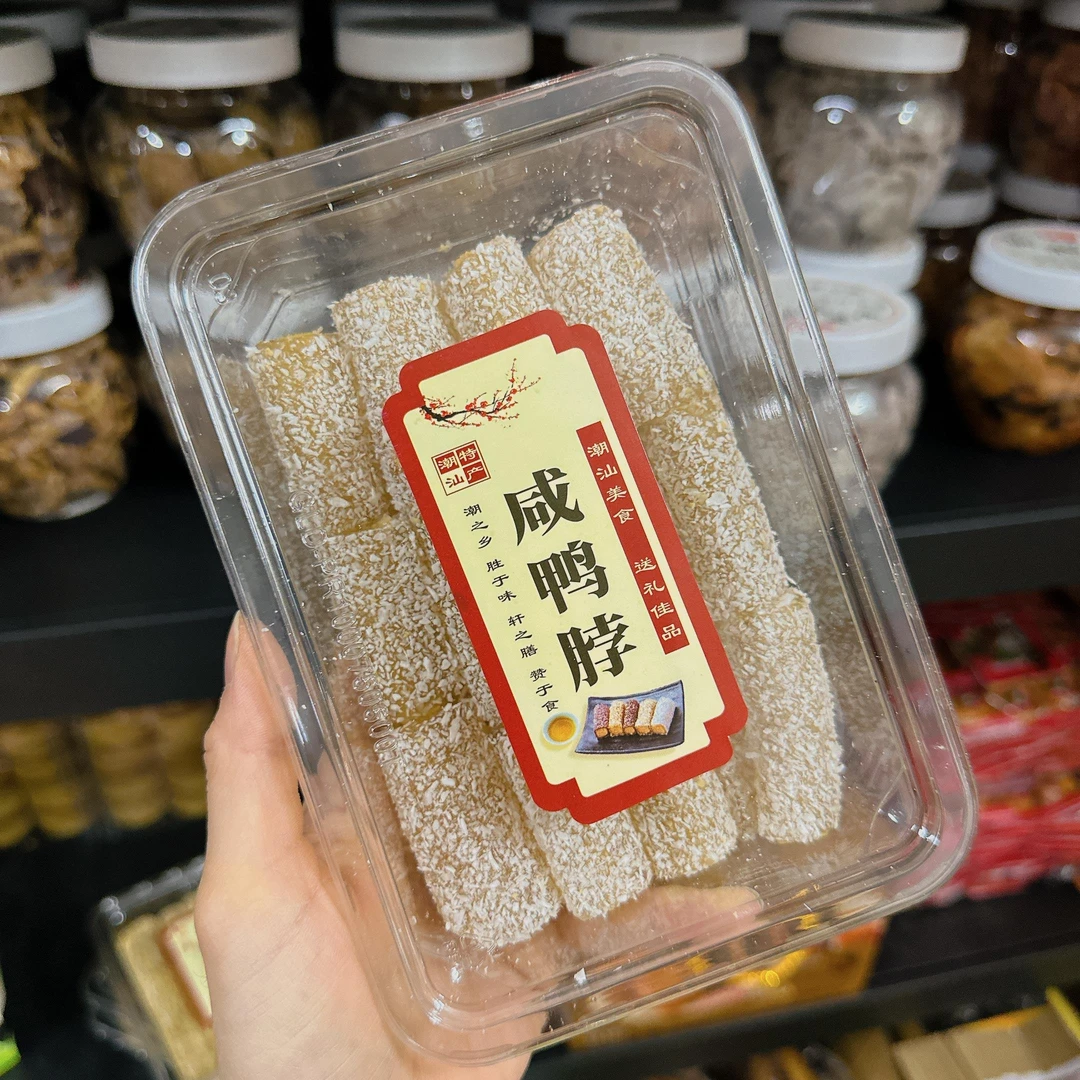 潮汕特产
咸鸭脖
潮汕美食 送礼佳品
潮之乡 胜于味 轩之膳 赞于食